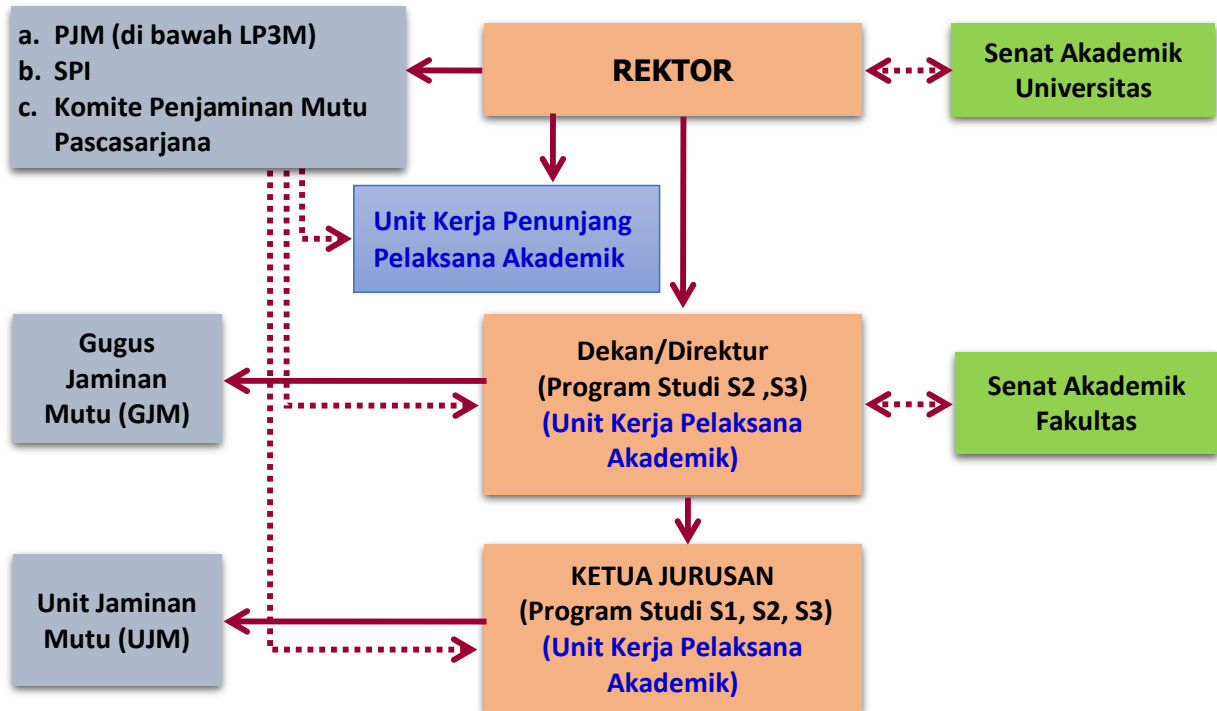 a. PJM (di bawah LP3M)
b. SPI
c. Komite Penjaminan Mutu
Pascasarjana
REKTOR
Senat Akademik
Universitas
Unit Kerja Penunjang
Pelaksana Akademik
Gugus
Jaminan
Mutu (GJM)
Dekan/Direktur
(Program Studi S2 ,S3)
(Unit Kerja Pelaksana
Akademik)
Senat Akademik
Fakultas
Unit Jaminan
Mutu (UJM)
KETUA JURUSAN
(Program Studi S1, S2, S3)
(Unit Kerja Pelaksana
Akademik)